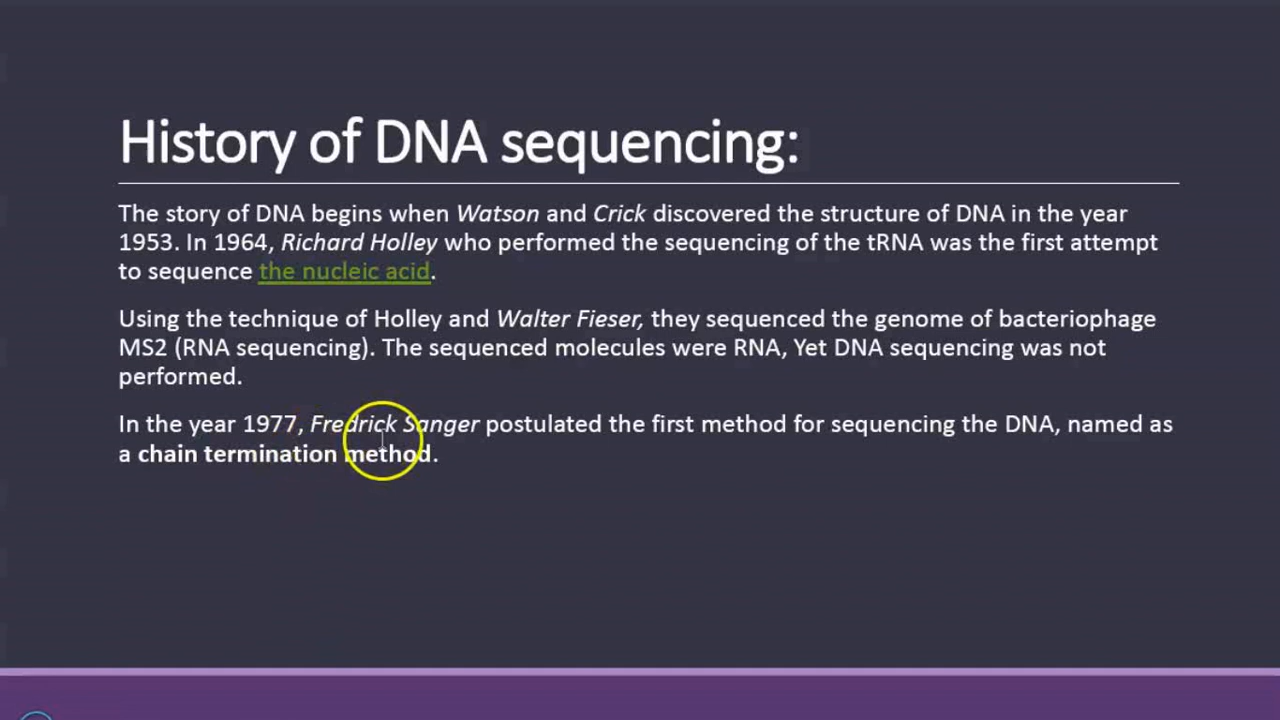 History of DNA sequencing:
The story of DNA begins when Watson and Crick discovered the structure of DNA in the year
1953. In 1964, Richard Holley who performed the sequencing of the tRNA was the first attempt
to sequence the nucleic acid.
Using the technique of Holley and Walter Fieser, they sequenced the genome of bacteriophage
MS2 (RNA sequencing). The sequenced molecules were RNA, Yet DNA sequencing was not
performed.
In the year 1977, Fredrick Sanger postulated the first method for sequencing the DNA, named as
a chain termination method.